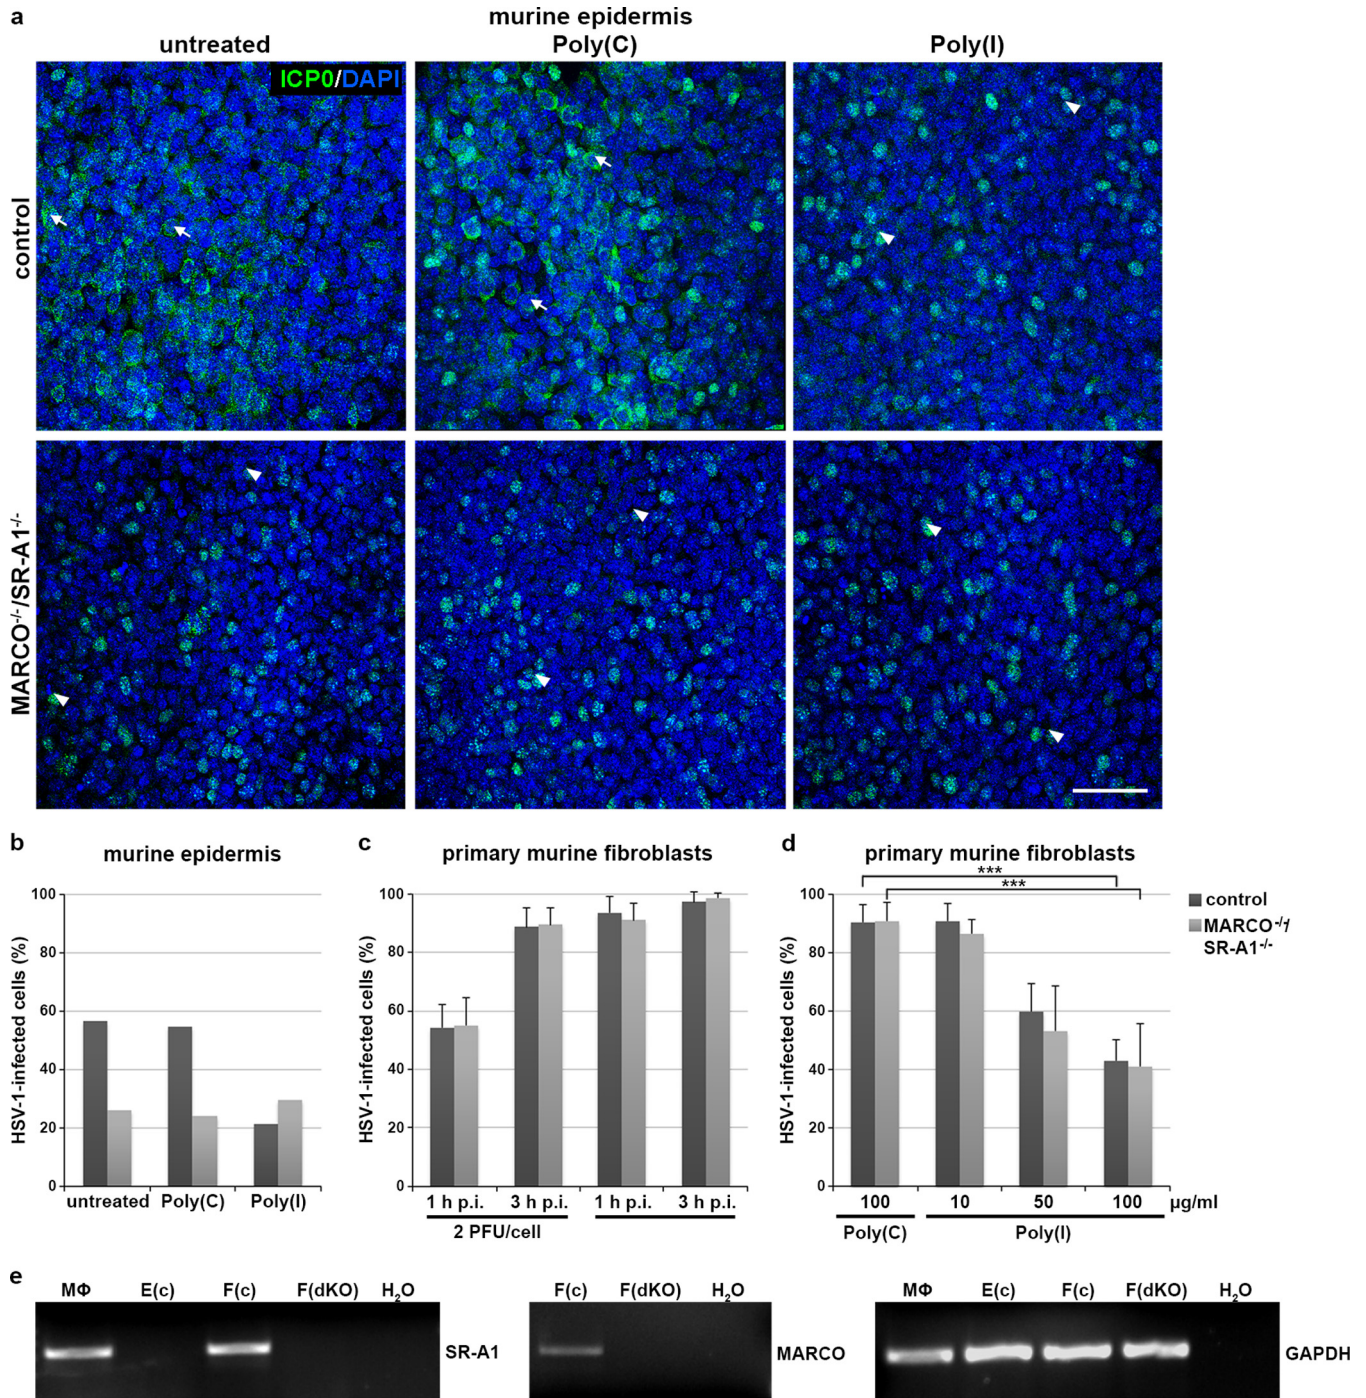 a
murine epidermis
untreated
Poly(C)
Poly(I)
ICP0/DAPI
control
MARCO-/-/SR-A1-/-
b
murine epidermis
HSV-1-infected cells (%)
100
80
60
40
20
0
untreated
Poly(C)
Poly(I)
c
primary murine fibroblasts
HSV-1-infected cells (%)
100
80
60
40
20
0
1 h p.i.
3 h p.i.
1 h p.i.
3 h p.i.
2 PFU/cell
d
primary murine fibroblasts
***
***
HSV-1-infected cells (%)
100
80
60
40
20
0
100
10
50
100
µg/ml
Poly(C)
Poly(I)
control
MARCO-/-/
SR-A1-/-
e
MΦ E(c) F(c) F(dKO) H2O
SR-A1
F(c) F(dKO) H2O
MARCO
MΦ E(c) F(c) F(dKO) H2O
GAPDH